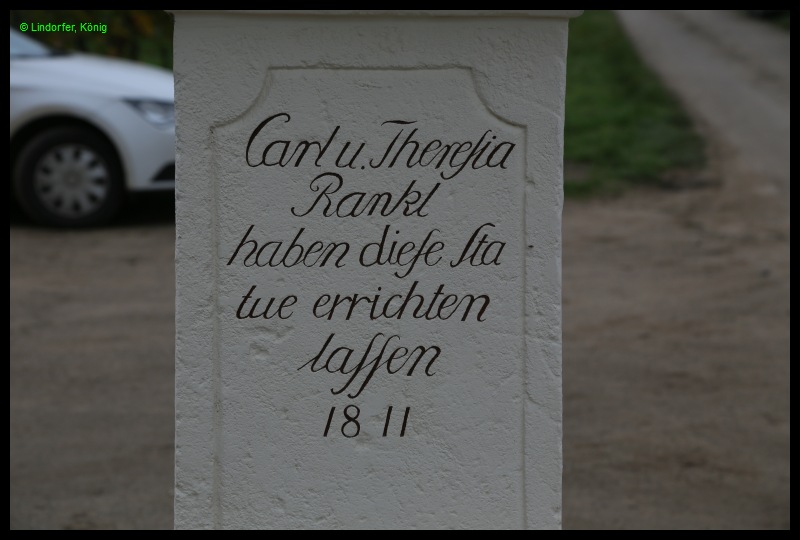 © Lindorfer, König
Carl u. Thereſia
Rankl
haben dieſe Sta
tue errichten
laſſen
1811